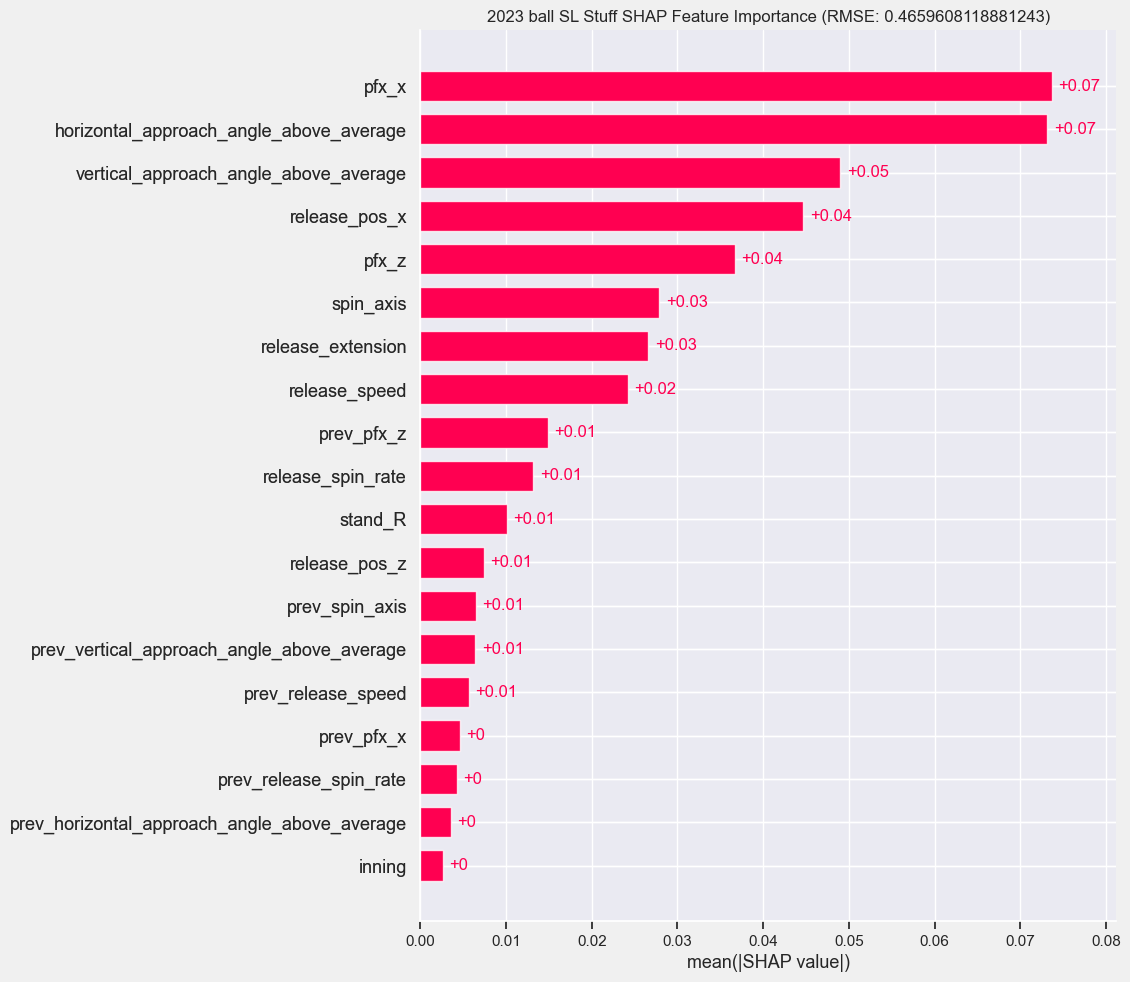 2023 ball SL Stuff SHAP Feature Importance (RMSE: 0.4659608118881243)
pfx_x +0.07
horizontal_approach_angle_above_average +0.07
vertical_approach_angle_above_average +0.05
release_pos_x +0.04
pfx_z +0.04
spin_axis +0.03
release_extension +0.03
release_speed +0.02
prev_pfx_z +0.01
release_spin_rate +0.01
stand_R +0.01
release_pos_z +0.01
prev_spin_axis +0.01
prev_vertical_approach_angle_above_average +0.01
prev_release_speed +0.01
prev_pfx_x +0
prev_release_spin_rate +0
prev_horizontal_approach_angle_above_average +0
inning +0
0.00 0.01 0.02 0.03 0.04 0.05 0.06 0.07 0.08
mean(|SHAP value|)